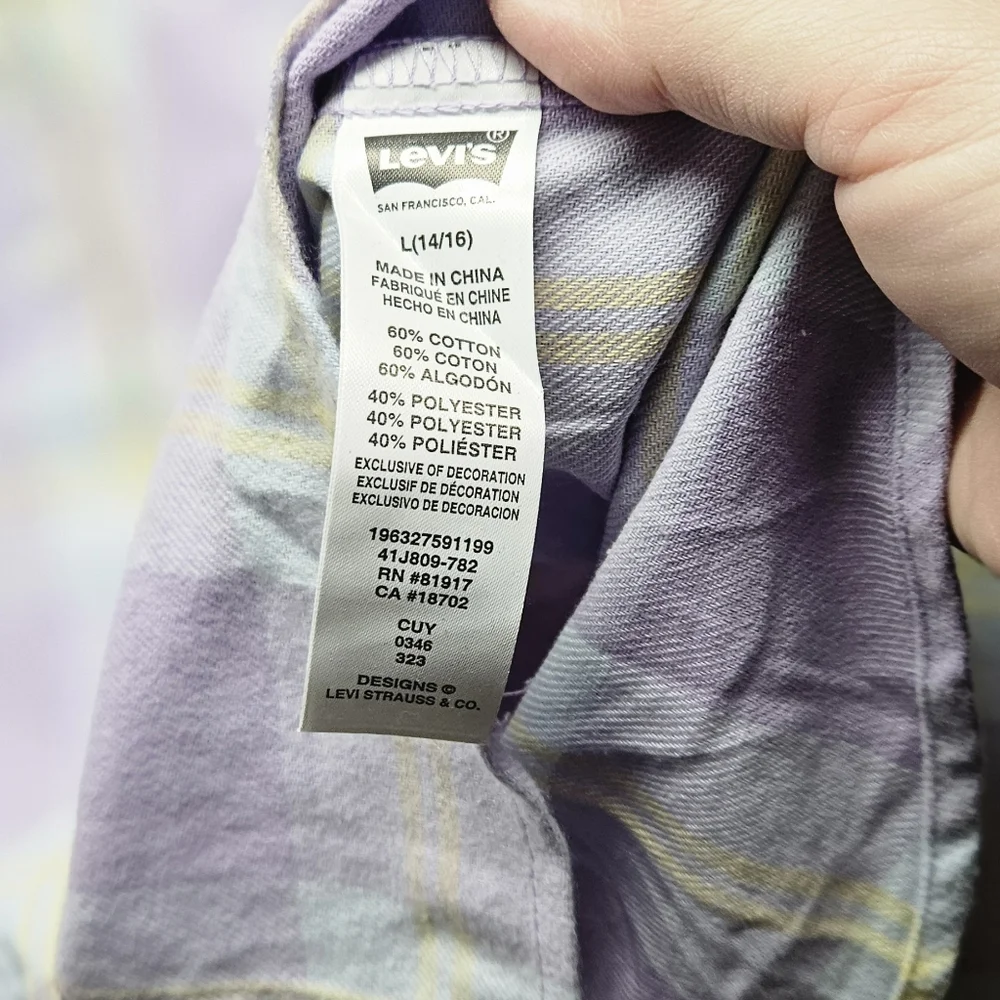 LEVI'S®
SAN FRANCISCO, CAL.
L(14/16)
MADE IN CHINA
FABRIQUÉ EN CHINE
HECHO EN CHINA
60% COTTON
60% COTON
60% ALGODÓN
40% POLYESTER
40% POLYESTER
40% POLIÉSTER
EXCLUSIVE OF DECORATION
EXCLUSIF DE DÉCORATION
EXCLUSIVO DE DECORACION
196327591199
41J809-782
RN #81917
CA #18702
CUY
0346
323
DESIGNS ©
LEVI STRAUSS & CO.